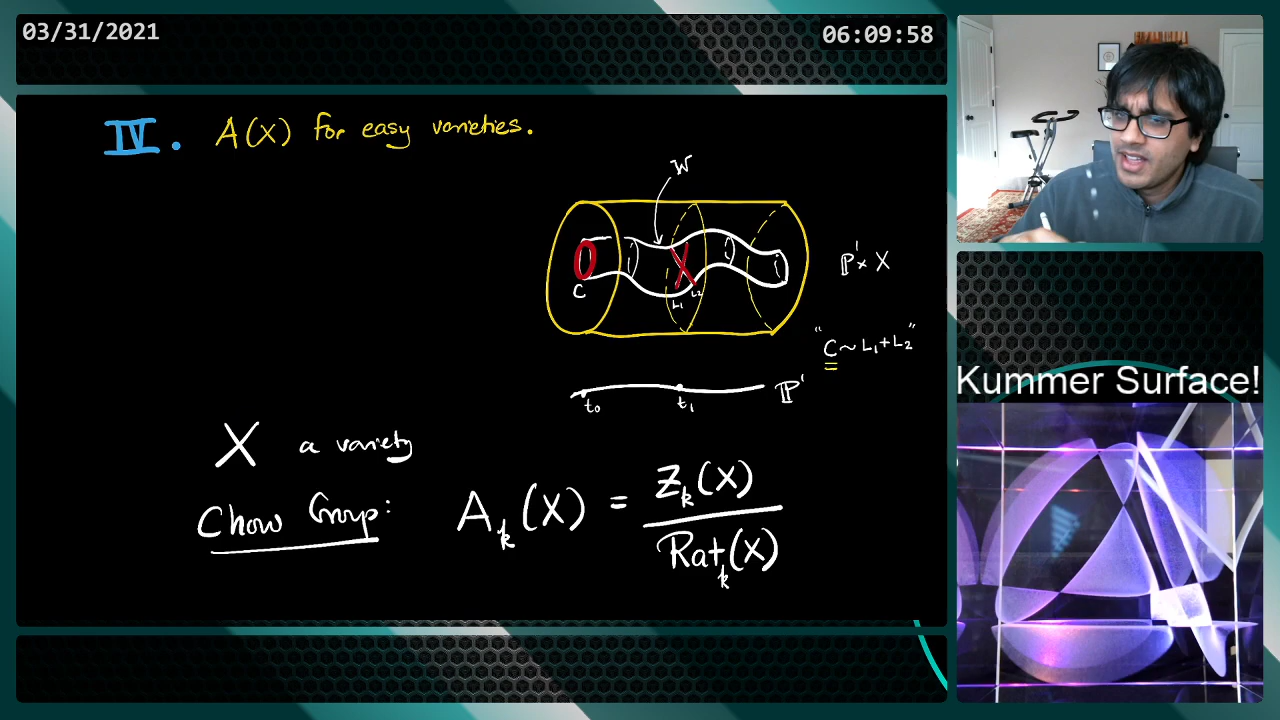 03/31/2021
06:09:58
IV. A(X) for easy varieties.
W
P¹ × X
C
L₁ L₂
"C ~ L₁ + L₂"
P¹
t₀ t₁
X a variety
Chow Group: Aₖ(X) = Zₖ(X) / Ratₖ(X)
Kummer Surface!